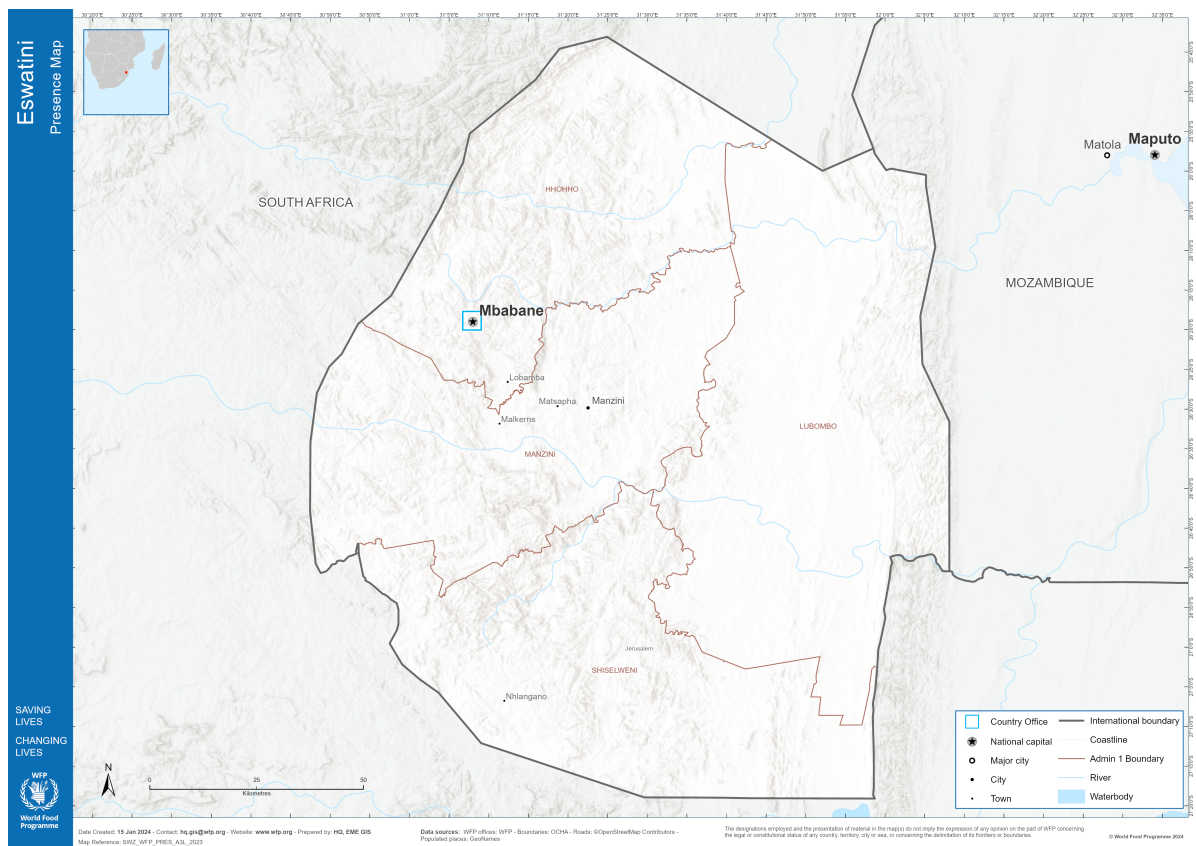 Eswatini
Presence Map
SAVING
LIVES
CHANGING
LIVES
WFP
World Food
Programme
SOUTH AFRICA
MOZAMBIQUE
Matola
Maputo
HHOHHO
Mbabane
Lobamba
Matsapha
Manzini
Malkerns
MANZINI
LUBOMBO
Jerusalem
SHISELWENI
Nhlangano
N
0 25 50
Kilometres
Country Office
National capital
Major city
City
Town
International boundary
Coastline
Admin 1 Boundary
River
Waterbody
Date Created: 15 Jan 2024 - Contact: hq.gis@wfp.org - Website: www.wfp.org - Prepared by: HQ, EME GIS
Map Reference: SWZ_WFP_PRES_A3L_2023
Data sources: WFP offices: WFP - Boundaries: OCHA - Roads: ©OpenStreetMap Contributors -
Populated places: GeoNames
The designations employed and the presentation of material in the map(s) do not imply the expression of any opinion on the part of WFP concerning
the legal or constitutional status of any country, territory, city or sea, or concerning the delimitation of its frontiers or boundaries.
© World Food Programme 2024